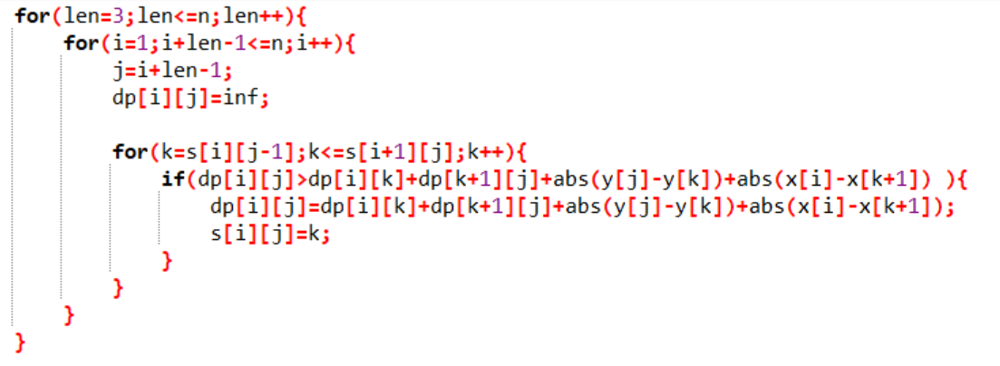 for(len=3;len<=n;len++){
for(i=1;i+len-1<=n;i++){
j=i+len-1;
dp[i][j]=inf;
for(k=s[i][j-1];k<=s[i+1][j];k++){
if(dp[i][j]>dp[i][k]+dp[k+1][j]+abs(y[j]-y[k])+abs(x[i]-x[k+1]) ){
dp[i][j]=dp[i][k]+dp[k+1][j]+abs(y[j]-y[k])+abs(x[i]-x[k+1]);
s[i][j]=k;
}
}
}
}